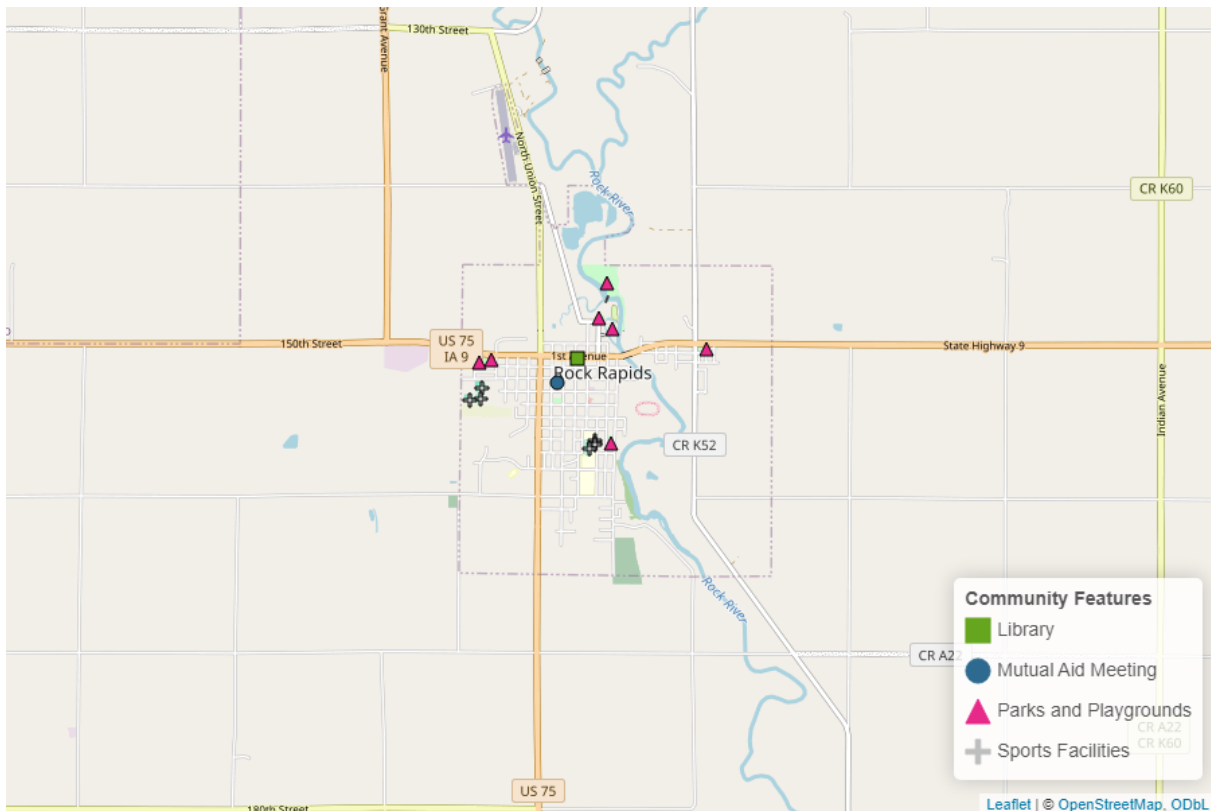 130th Street
Grant Avenue
North Union Street
Rock River
CR K60
US 75
IA 9
150th Street
1st Avenue
State Highway 9
Rock Rapids
Indian Avenue
CR K52
Rock River
Community Features
Library
Mutual Aid Meeting
Parks and Playgrounds
Sports Facilities
CR A22
CR A22
CR K60
US 75
180th Street
Leaflet | © OpenStreetMap, ODbL